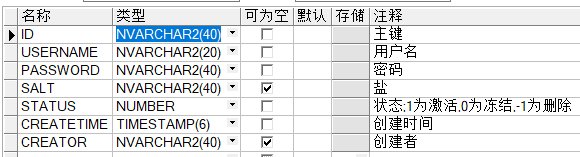 名称 类型 可为空 默认 存储 注释
ID NVARCHAR2(40) 主键
USERNAME NVARCHAR2(20) 用户名
PASSWORD NVARCHAR2(40) 密码
SALT NVARCHAR2(40) 盐
STATUS NUMBER 状态;1为激活,0为冻结,-1为删除
CREATETIME TIMESTAMP(6) 创建时间
CREATOR NVARCHAR2(40) 创建者